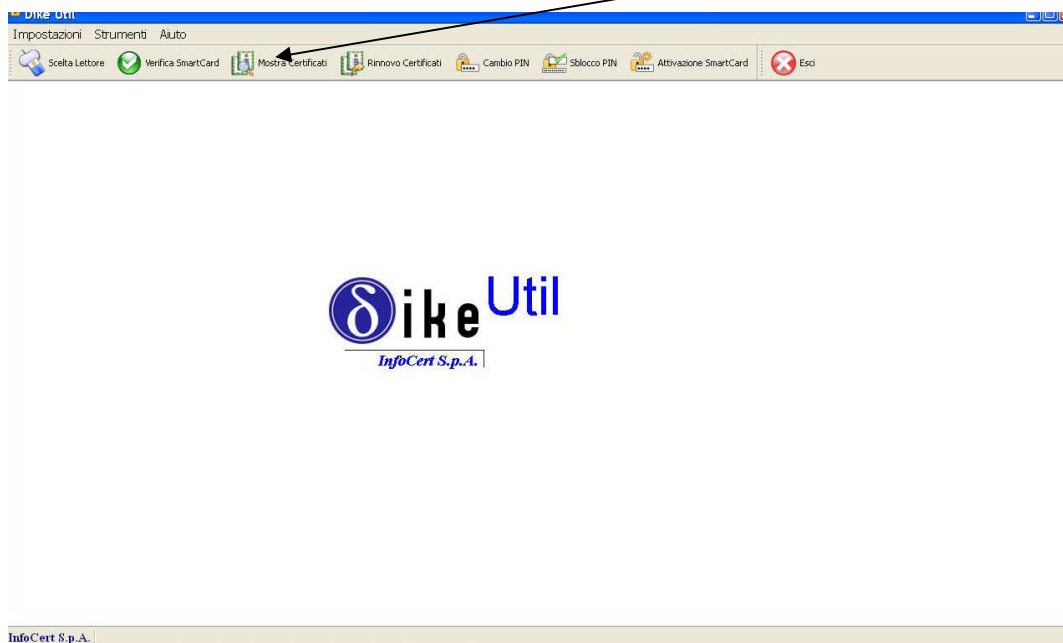 Dike Util
Impostazioni Strumenti Aiuto
Scelta Lettore Verifica SmartCard Mostra Certificati Rinnovo Certificati Cambio PIN Sblocco PIN Attivazione SmartCard Esci
δike Util
InfoCert S.p.A.
InfoCert S.p.A.